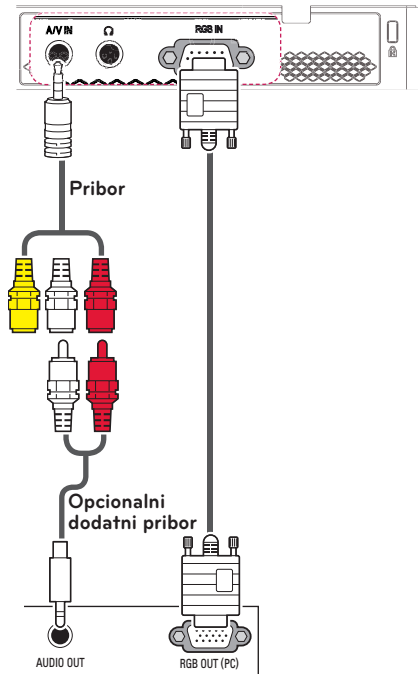 A/V IN
RGB IN
Pribor
Opcionalni
dodatni pribor
AUDIO OUT
RGB OUT (PC)